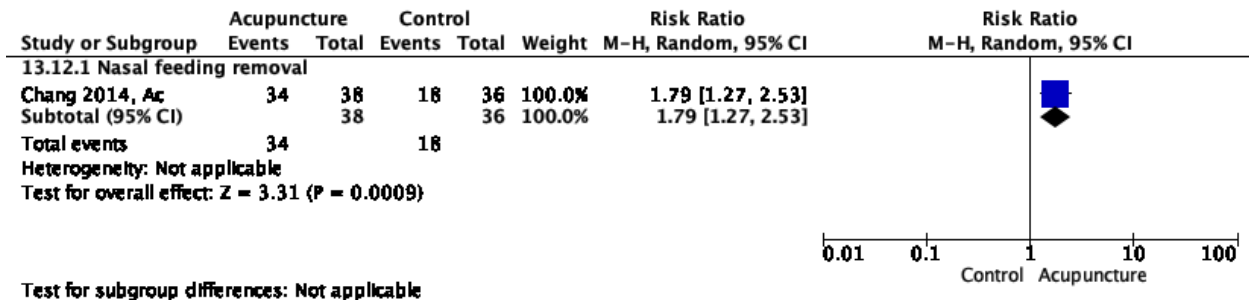 Acupuncture Control Risk Ratio Risk Ratio
Study or Subgroup Events Total Events Total Weight M-H, Random, 95% CI M-H, Random, 95% CI
13.12.1 Nasal feeding removal
Chang 2014, Ac 34 38 18 36 100.0% 1.79 [1.27, 2.53]
Subtotal (95% CI) 38 36 100.0% 1.79 [1.27, 2.53]
Total events 34 18
Heterogeneity: Not applicable
Test for overall effect: Z = 3.31 (P = 0.0009)
0.01 0.1 1 10 100
Control Acupuncture
Test for subgroup differences: Not applicable